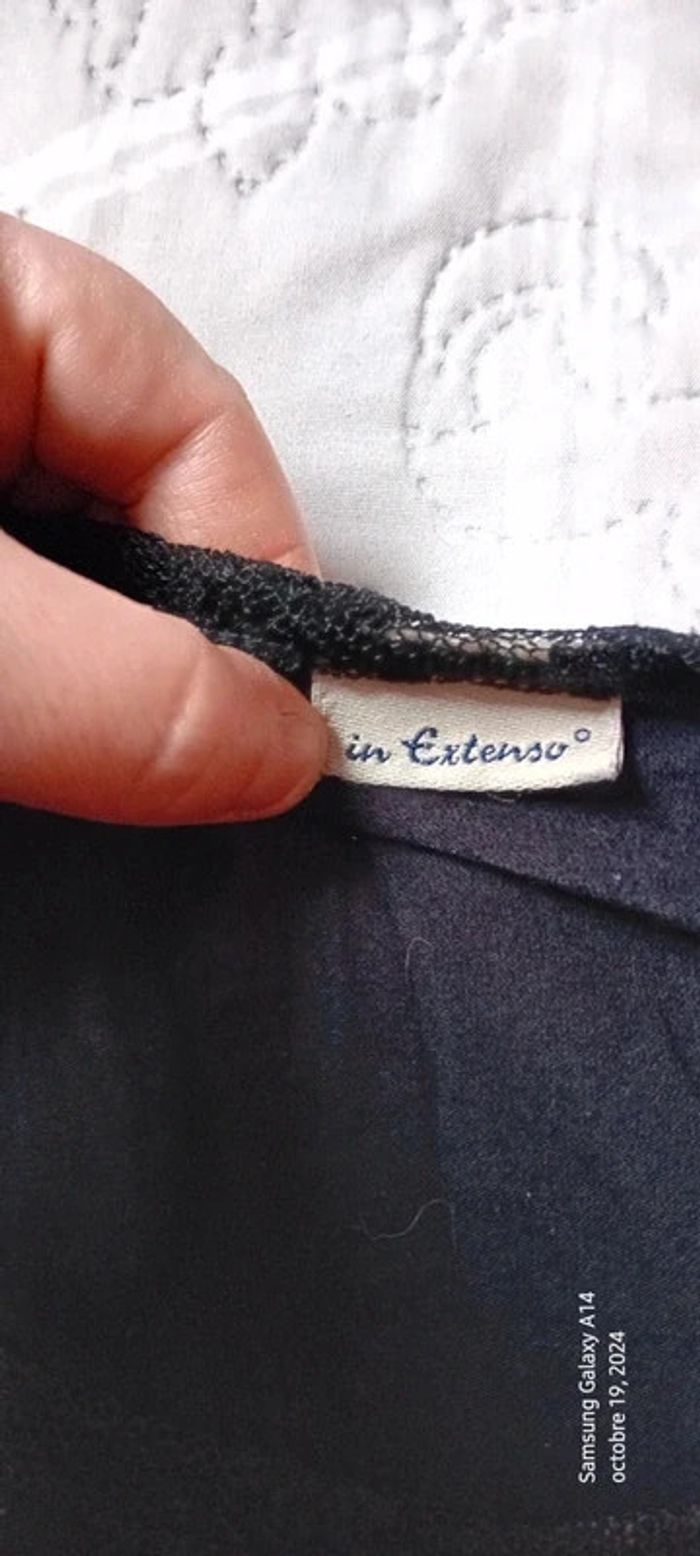 in Extenso°
Samsung Galaxy A14
octobre 19, 2024